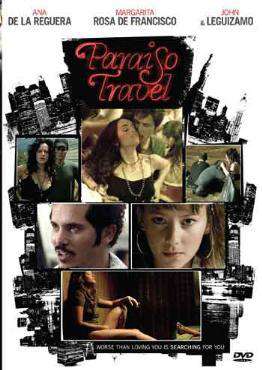 ANA
DE LA REGUERA
MARGARITA
ROSA DE FRANCISCO
JOHN
& LEGUIZAMO
Paraiso
Travel
WORSE THAN LOVING YOU IS SEARCHING FOR YOU
DVD